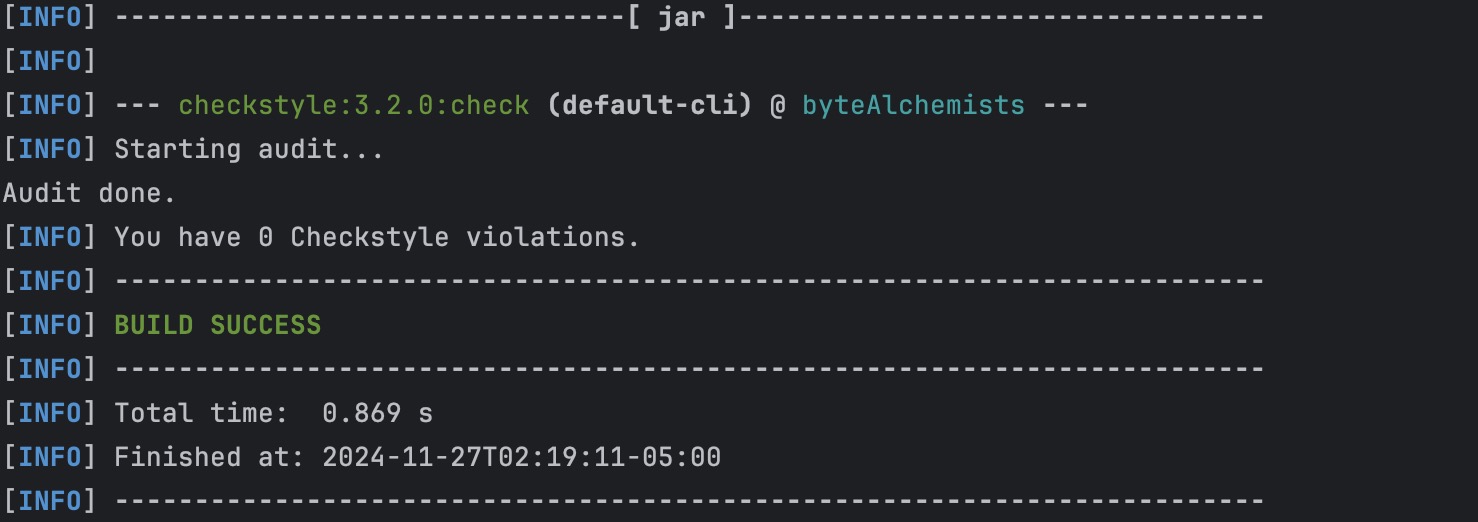 [INFO] --------------------------------[ jar ]---------------------------------
[INFO]
[INFO] --- checkstyle:3.2.0:check (default-cli) @ byteAlchemists ---
[INFO] Starting audit...
Audit done.
[INFO] You have 0 Checkstyle violations.
[INFO] ------------------------------------------------------------------------
[INFO] BUILD SUCCESS
[INFO] ------------------------------------------------------------------------
[INFO] Total time:  0.869 s
[INFO] Finished at: 2024-11-27T02:19:11-05:00
[INFO] ------------------------------------------------------------------------